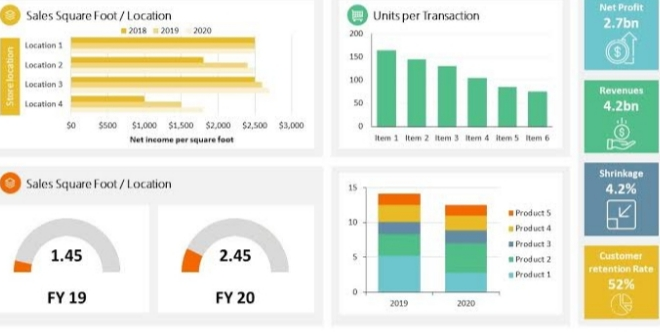 Sales Square Foot / Location
2018 2019 2020
Store location
Location 1
Location 2
Location 3
Location 4
$0 $500 $1,000 $1,500 $2,000 $2,500 $3,000
Net income per square foot
Units per Transaction
200
150
100
50
0
Item 1 Item 2 Item 3 Item 4 Item 5 Item 6
Net Profit
2.7bn
Revenues
4.2bn
Shrinkage
4.2%
Customer
retention Rate
52%
Sales Square Foot / Location
1.45
FY 19
2.45
FY 20
15
10
5
0
2019 2020
Product 5
Product 4
Product 3
Product 2
Product 1